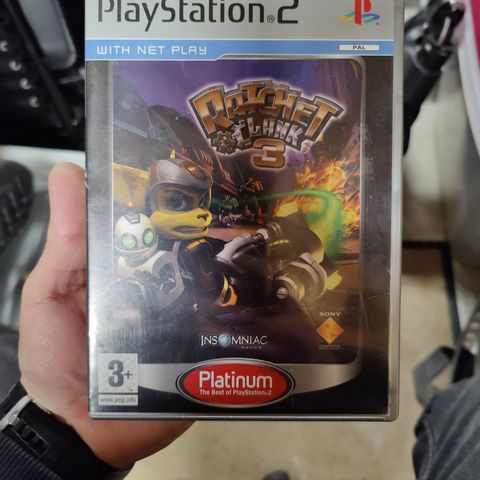 PlayStation®2
WITH NET PLAY
PAL
RATCHET
& CLANK
3
INSOMNIAC
GAMES
SONY
3+
www.pegi.info
Platinum
The Best of PlayStation®2